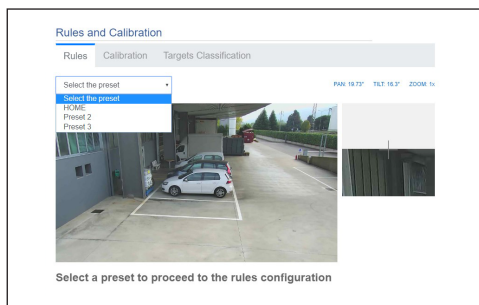 Rules and Calibration
Rules Calibration Targets Classification
Select the preset
PAN: 19.73° TILT: 16.3° ZOOM: 1x
Select the preset
HOME
Preset 2
Preset 3
Select a preset to proceed to the rules configuration